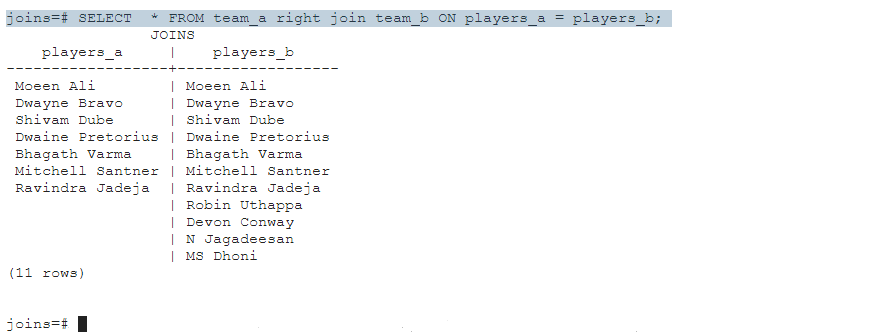 joins=# SELECT  * FROM team_a right join team_b ON players_a = players_b;
                 JOINS
    players_a     |    players_b
------------------+------------------
 Moeen Ali        | Moeen Ali
 Dwayne Bravo     | Dwayne Bravo
 Shivam Dube      | Shivam Dube
 Dwaine Pretorius | Dwaine Pretorius
 Bhagath Varma    | Bhagath Varma
 Mitchell Santner | Mitchell Santner
 Ravindra Jadeja  | Ravindra Jadeja
                  | Robin Uthappa
                  | Devon Conway
                  | N Jagadeesan
                  | MS Dhoni
(11 rows)
joins=#